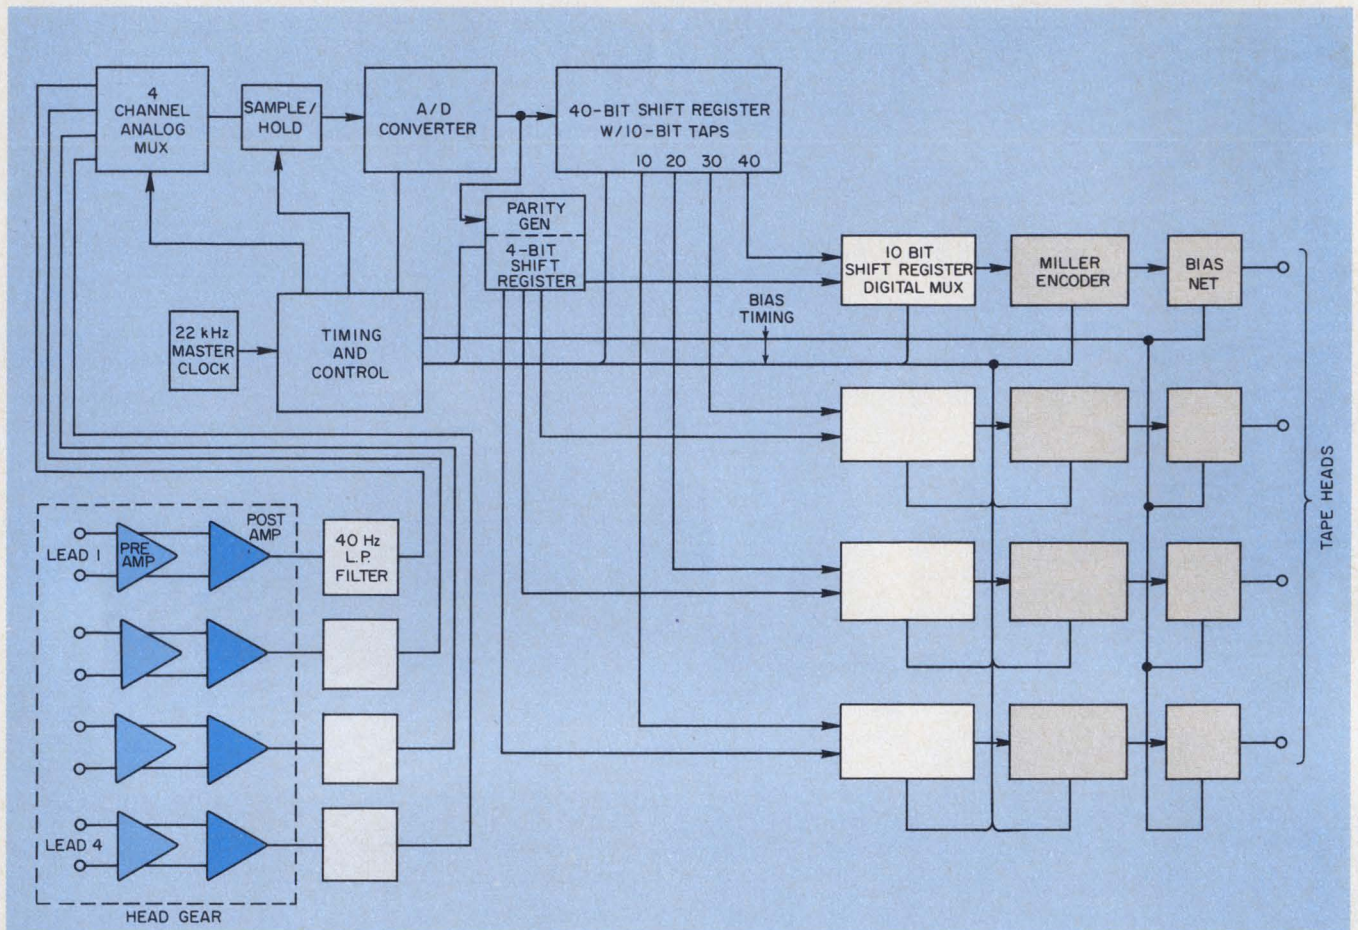 4
CHANNEL
ANALOG
MUX
SAMPLE/
HOLD
A/D
CONVERTER
40-BIT SHIFT REGISTER
W/10-BIT TAPS
10 20 30 40
PARITY
GEN
4-BIT
SHIFT
REGISTER
10 BIT
SHIFT REGISTER
DIGITAL MUX
MILLER
ENCODER
BIAS
NET
22 kHz
MASTER
CLOCK
TIMING
AND
CONTROL
BIAS
TIMING
TAPE HEADS
LEAD 1
PRE
AMP
POST
AMP
40 Hz
L.P.
FILTER
LEAD 4
HEAD GEAR